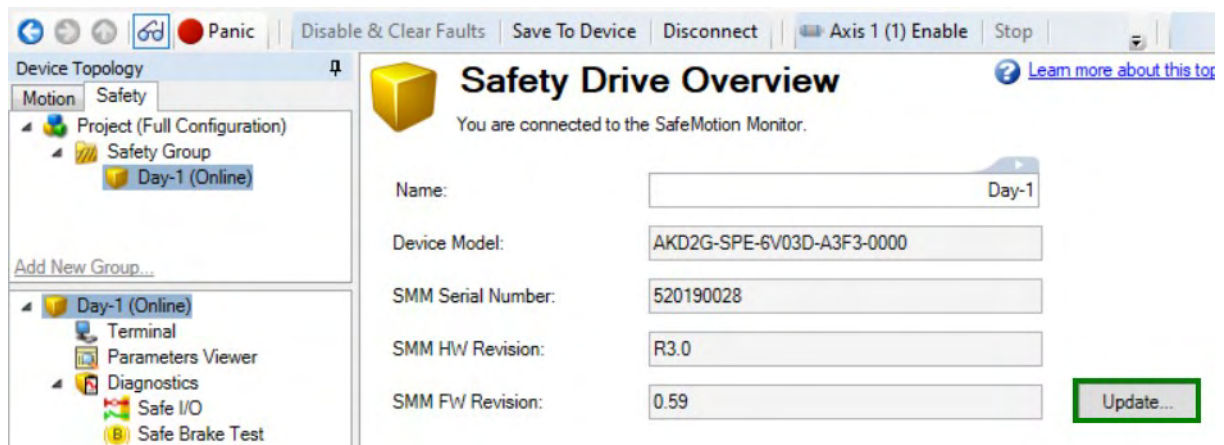 Panic Disable & Clear Faults Save To Device Disconnect Axis 1 (1) Enable Stop
Device Topology
Motion Safety
Project (Full Configuration)
Safety Group
Day-1 (Online)
Add New Group...
Day-1 (Online)
Terminal
Parameters Viewer
Diagnostics
Safe I/O
B Safe Brake Test
Safety Drive Overview
Learn more about this top
You are connected to the SafeMotion Monitor.
Name: Day-1
Device Model: AKD2G-SPE-6V03D-A3F3-0000
SMM Serial Number: 520190028
SMM HW Revision: R3.0
SMM FW Revision: 0.59 Update...